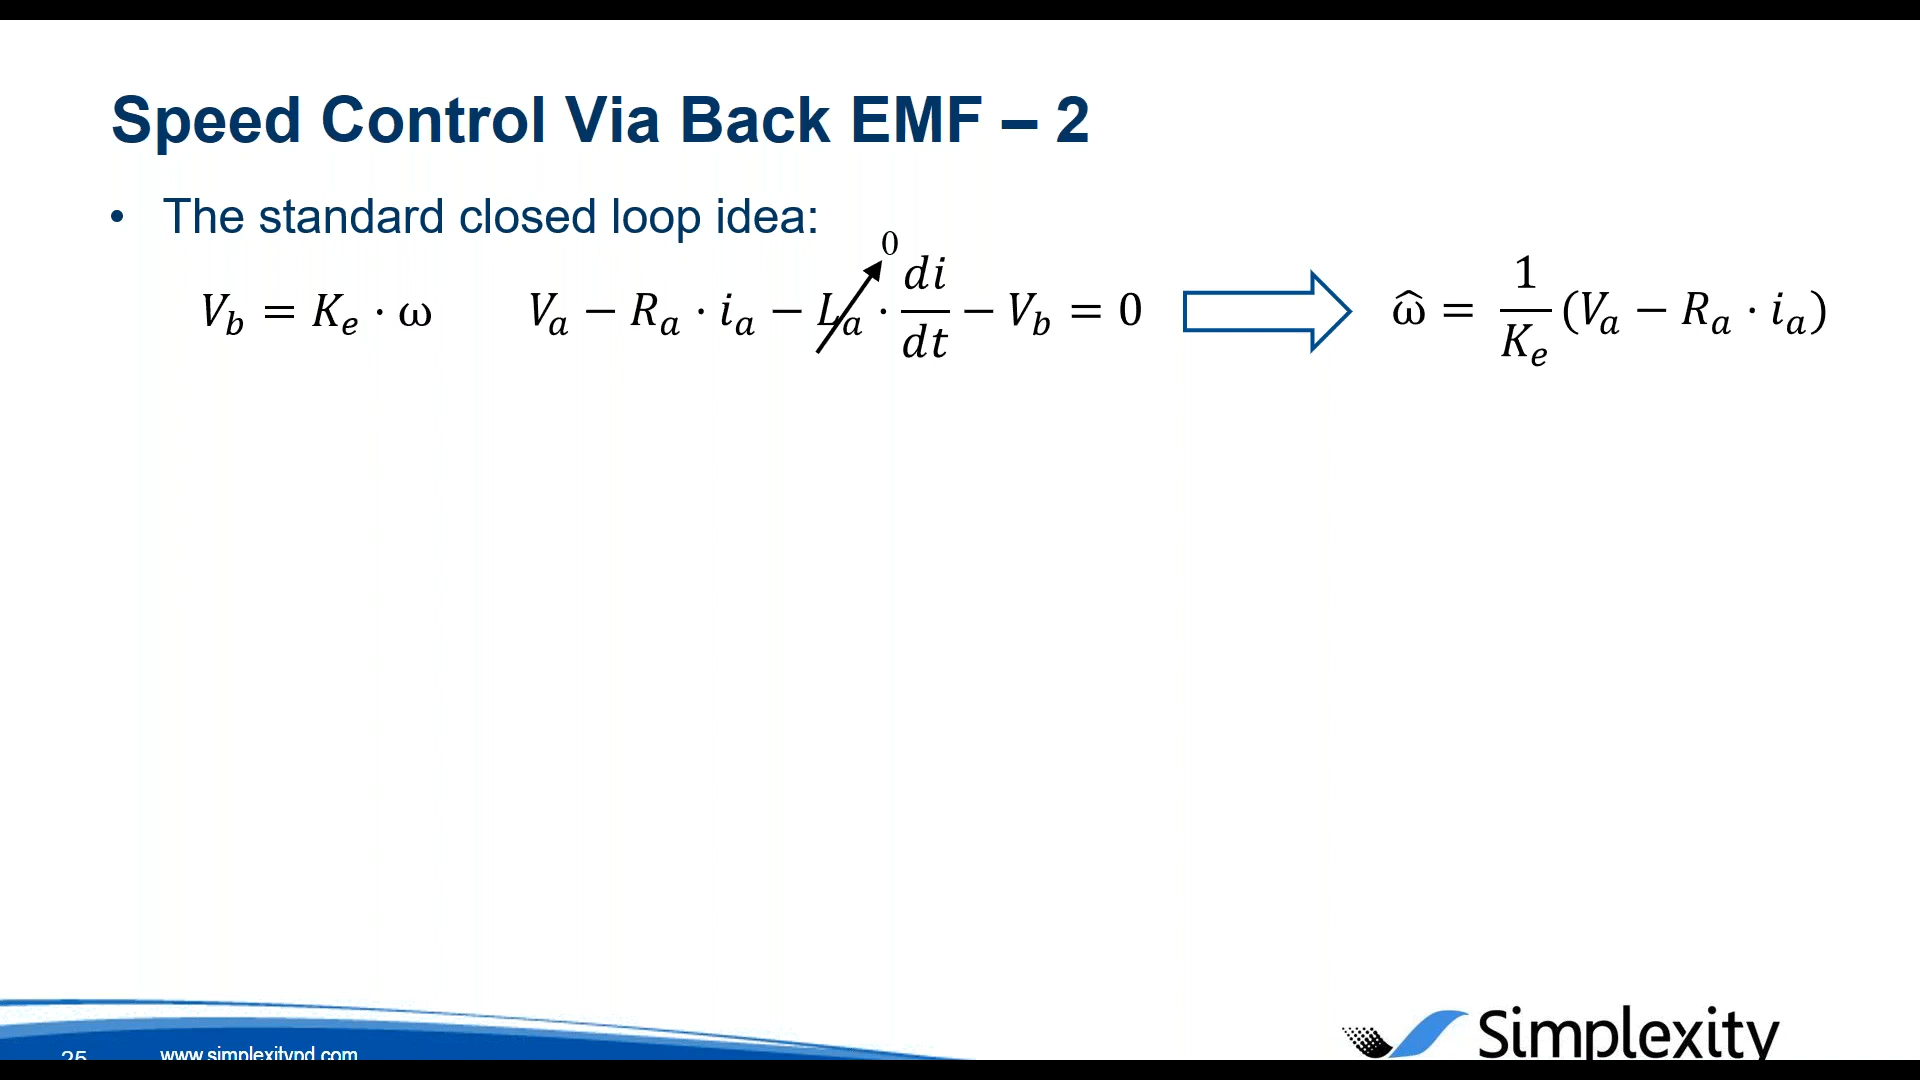 Speed Control Via Back EMF – 2
• The standard closed loop idea:
V_b = K_e · ω    V_a − R_a · i_a − L_a · di/dt − V_b = 0    ω̂ = 1/K_e (V_a − R_a · i_a)
0
25 www.simplexitypd.com
Simplexity